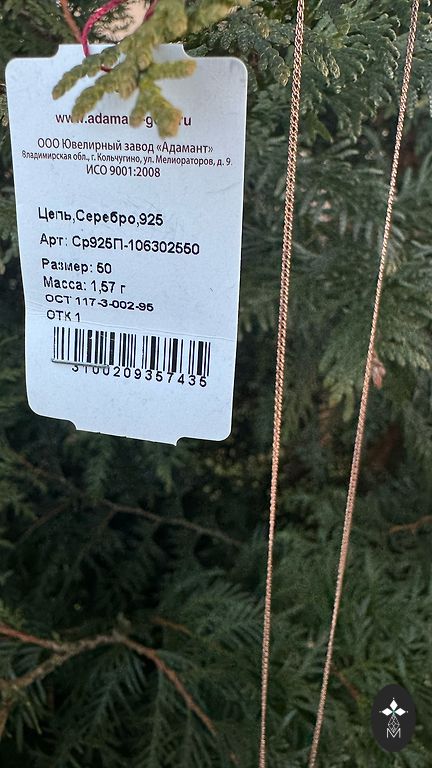 ООО Ювелирный завод «Адамант»
Владимирская обл., г. Кольчугино, ул. Мелиораторов, д. 9.
ИСО 9001:2008
Цепь,Серебро,925
Арт: Ср925П-106302550
Размер: 50
Масса: 1,57 г
ОСТ 117-3-002-95
ОТК 1
3100209357435
M